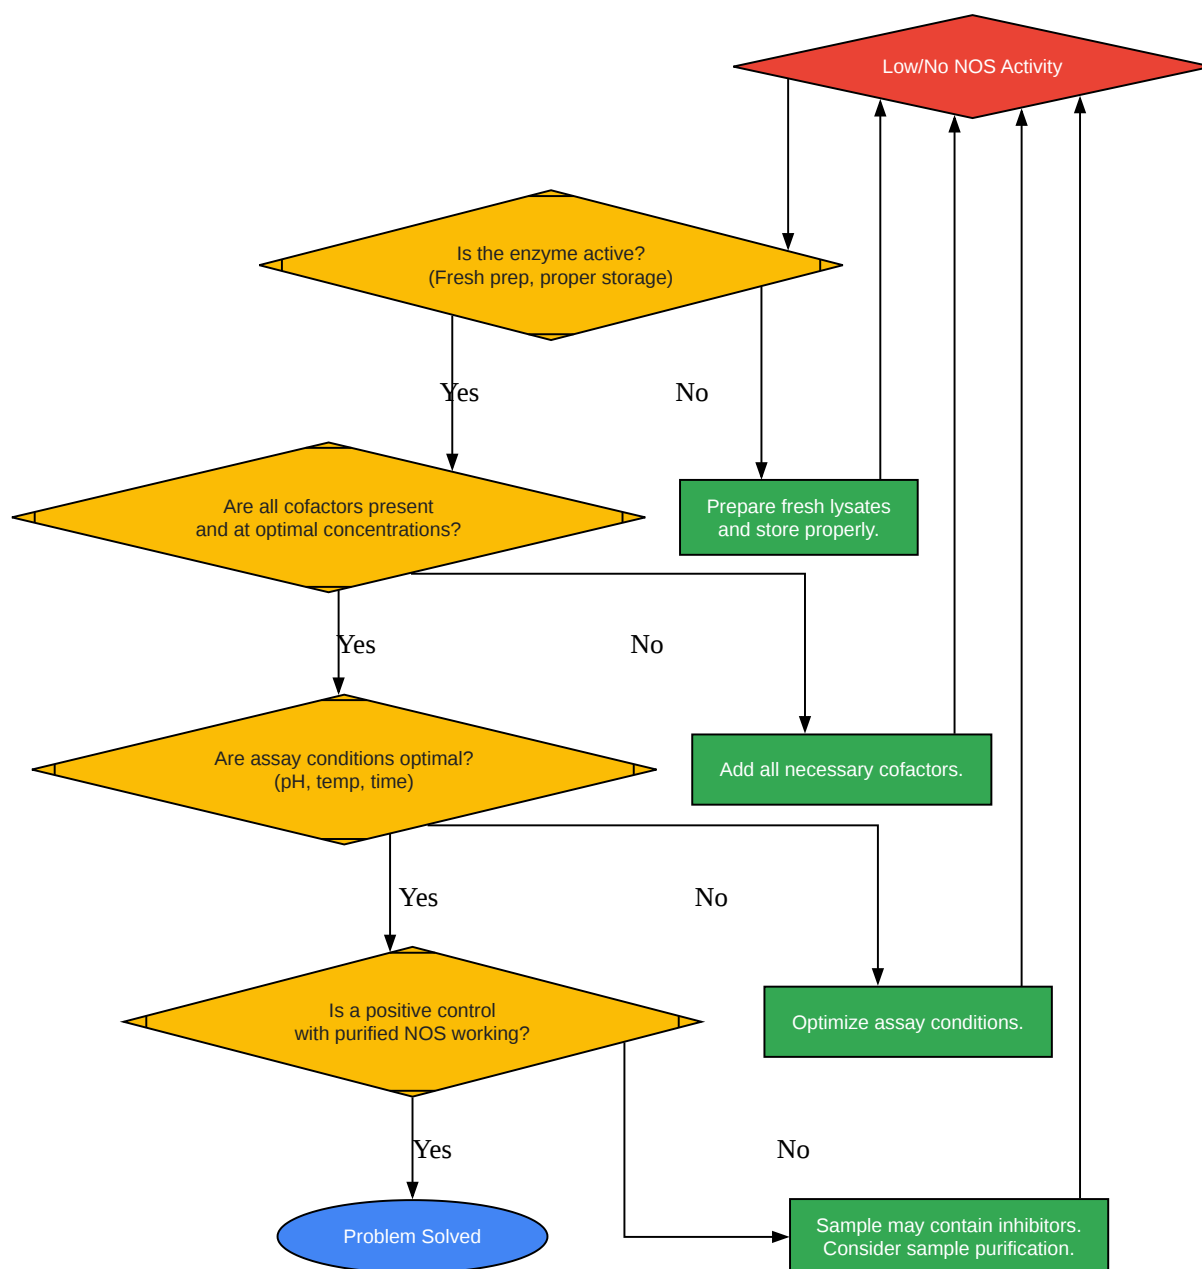 Low/No NOS Activity
Is the enzyme active?
(Fresh prep, proper storage)
Yes
No
Are all cofactors present
and at optimal concentrations?
Prepare fresh lysates
and store properly.
Yes
No
Are assay conditions optimal?
(pH, temp, time)
Add all necessary cofactors.
Yes
No
Is a positive control
with purified NOS working?
Optimize assay conditions.
Yes
No
Problem Solved
Sample may contain inhibitors.
Consider sample purification.